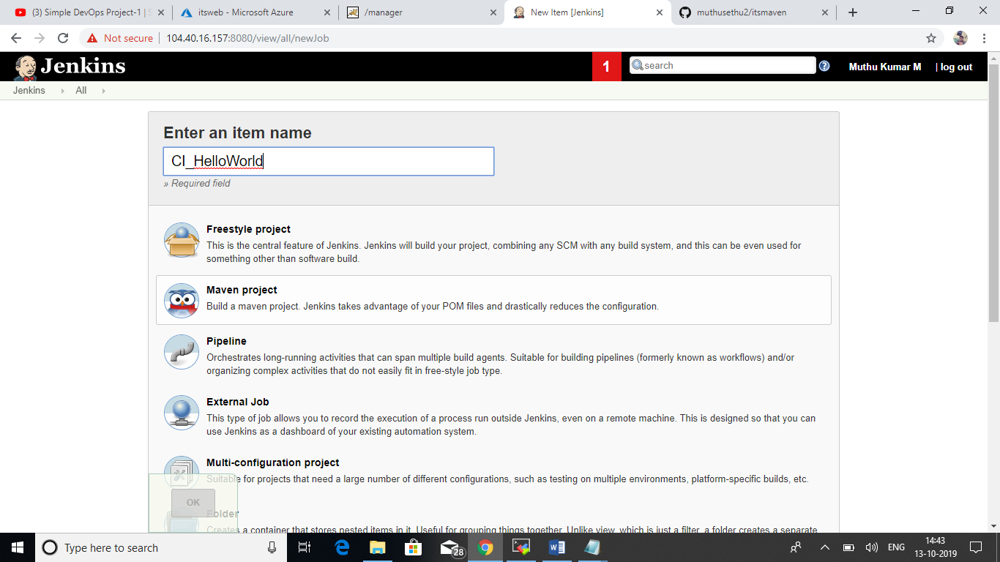 (3) Simple DevOps Project-1 | S
itsweb - Microsoft Azure
/manager
New Item [Jenkins]
muthusethu2/itsmaven
Not secure
104.40.16.157:8080/view/all/newJob
Jenkins
1
search
?
Muthu Kumar M
| log out
Jenkins
All
Enter an item name
CI_HelloWorld
» Required field
Freestyle project
This is the central feature of Jenkins. Jenkins will build your project, combining any SCM with any build system, and this can be even used for
something other than software build.
Maven project
Build a maven project. Jenkins takes advantage of your POM files and drastically reduces the configuration.
Pipeline
Orchestrates long-running activities that can span multiple build agents. Suitable for building pipelines (formerly known as workflows) and/or
organizing complex activities that do not easily fit in free-style job type.
External Job
This type of job allows you to record the execution of a process run outside Jenkins, even on a remote machine. This is designed so that you can
use Jenkins as a dashboard of your existing automation system.
Multi-configuration project
Suitable for projects that need a large number of different configurations, such as testing on multiple environments, platform-specific builds, etc.
OK
Folder
Creates a container that stores nested items in it. Useful for grouping things together. Unlike view, which is just a filter, a folder creates a separate
Type here to search
28
ENG
14:43
13-10-2019